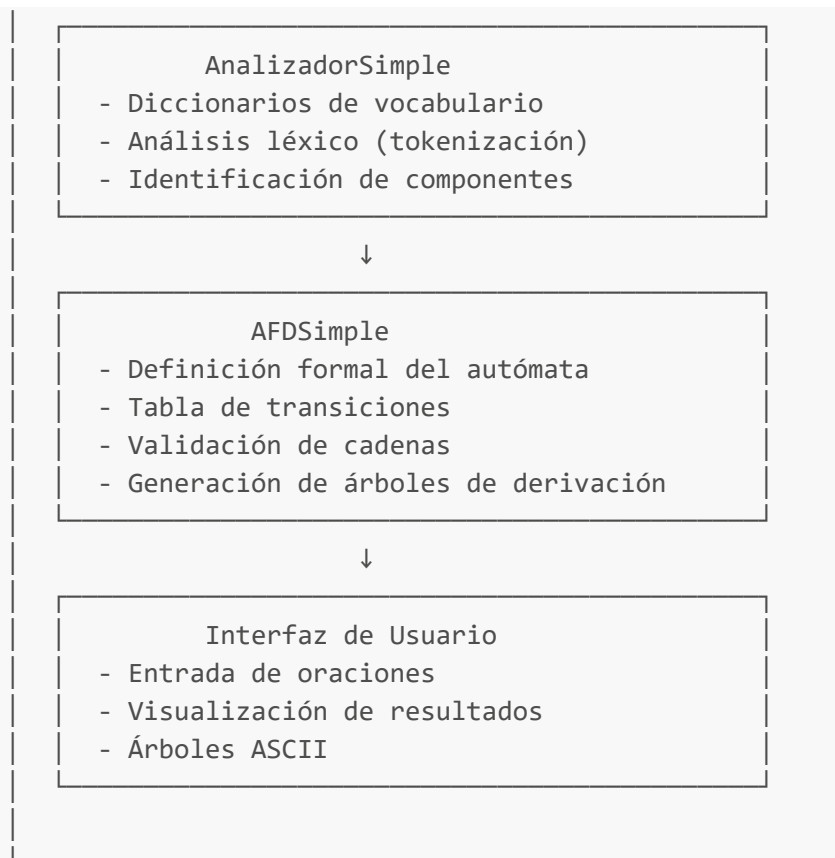 AnalizadorSimple
- Diccionarios de vocabulario
- Análisis léxico (tokenización)
- Identificación de componentes
↓
AFDSimple
- Definición formal del autómata
- Tabla de transiciones
- Validación de cadenas
- Generación de árboles de derivación
↓
Interfaz de Usuario
- Entrada de oraciones
- Visualización de resultados
- Árboles ASCII